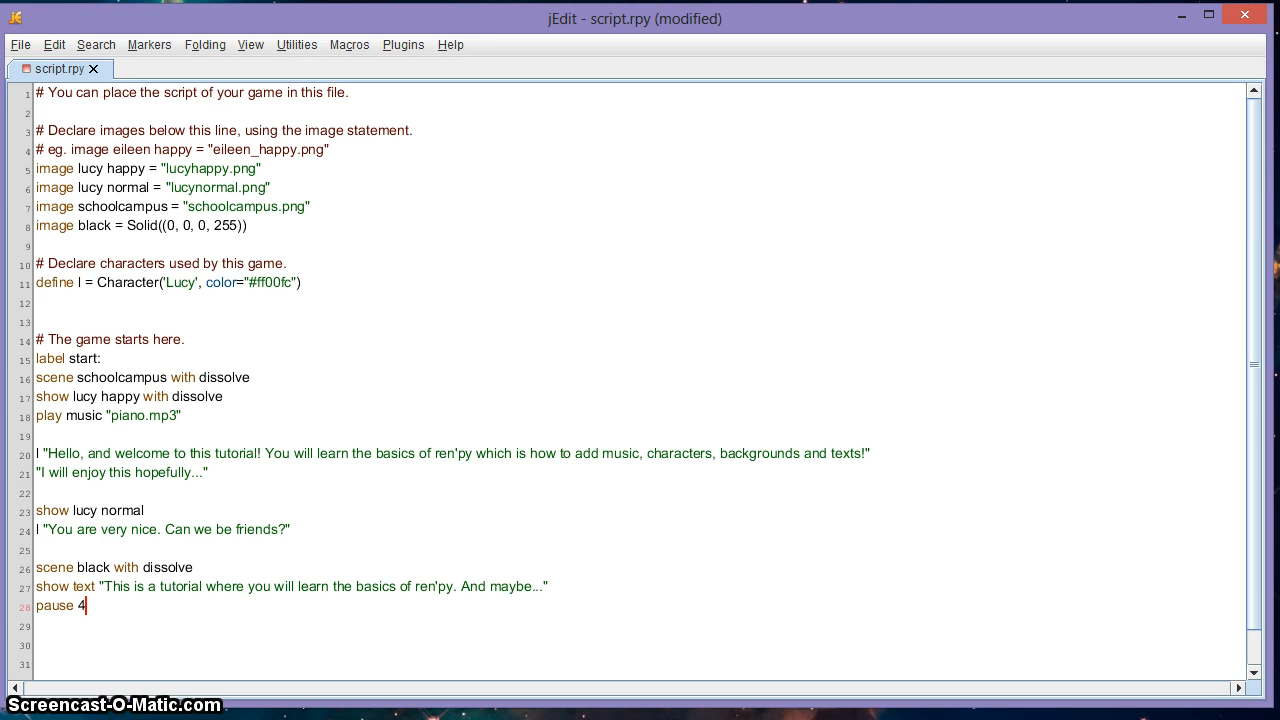 jEdit - script.rpy (modified)
File Edit Search Markers Folding View Utilities Macros Plugins Help
script.rpy
1 # You can place the script of your game in this file.
2
3 # Declare images below this line, using the image statement.
4 # eg. image eileen happy = "eileen_happy.png"
5 image lucy happy = "lucyhappy.png"
6 image lucy normal = "lucynormal.png"
7 image schoolcampus = "schoolcampus.png"
8 image black = Solid((0, 0, 0, 255))
9
10 # Declare characters used by this game.
11 define l = Character('Lucy', color="#ff00fc")
12
13
14 # The game starts here.
15 label start:
16 scene schoolcampus with dissolve
17 show lucy happy with dissolve
18 play music "piano.mp3"
19
20 l "Hello, and welcome to this tutorial! You will learn the basics of ren'py which is how to add music, characters, backgrounds and texts!"
21 "I will enjoy this hopefully..."
22
23 show lucy normal
24 l "You are very nice. Can we be friends?"
25
26 scene black with dissolve
27 show text "This is a tutorial where you will learn the basics of ren'py. And maybe..."
28 pause 4
29
30
31
Screencast-O-Matic.com